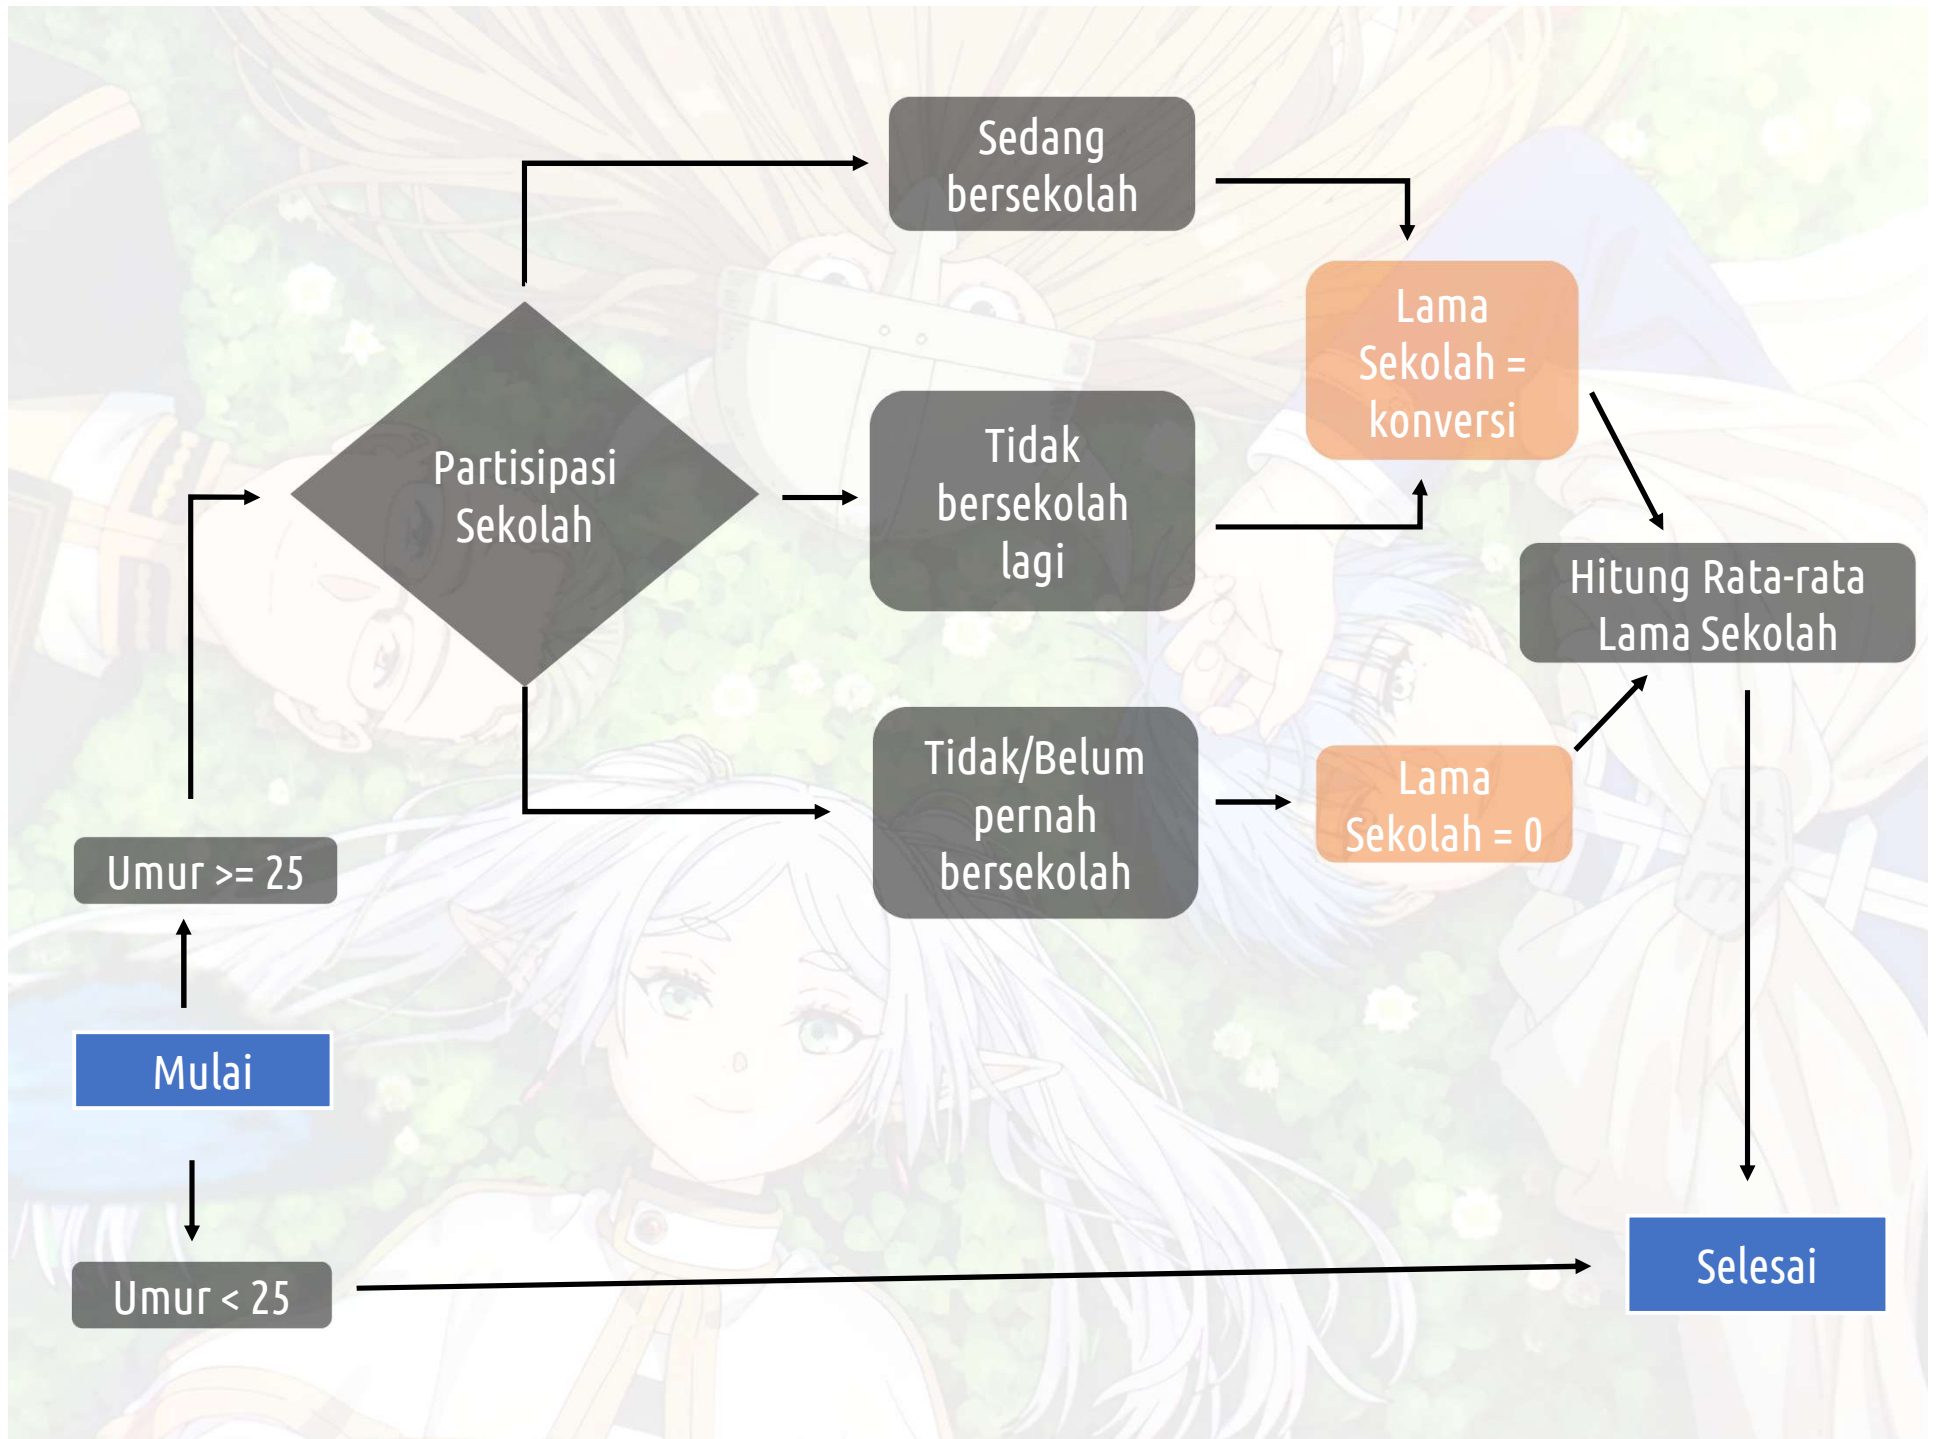 Sedang
bersekolah
Lama
Sekolah =
konversi
Partisipasi
Sekolah
Tidak
bersekolah
lagi
Hitung Rata-rata
Lama Sekolah
Tidak/Belum
pernah
bersekolah
Lama
Sekolah = 0
Umur >= 25
Mulai
Umur < 25
Selesai